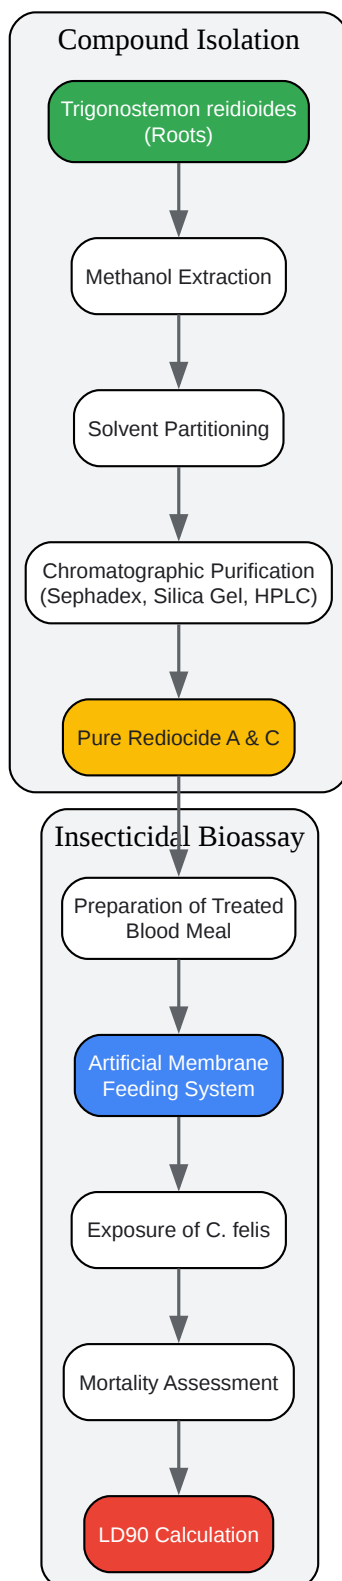 Compound Isolation
Trigonostemon reidioides
(Roots)
Methanol Extraction
Solvent Partitioning
Chromatographic Purification
(Sephadex, Silica Gel, HPLC)
Pure Rediocide A & C
Insecticidal Bioassay
Preparation of Treated
Blood Meal
Artificial Membrane
Feeding System
Exposure of C. felis
Mortality Assessment
LD90 Calculation